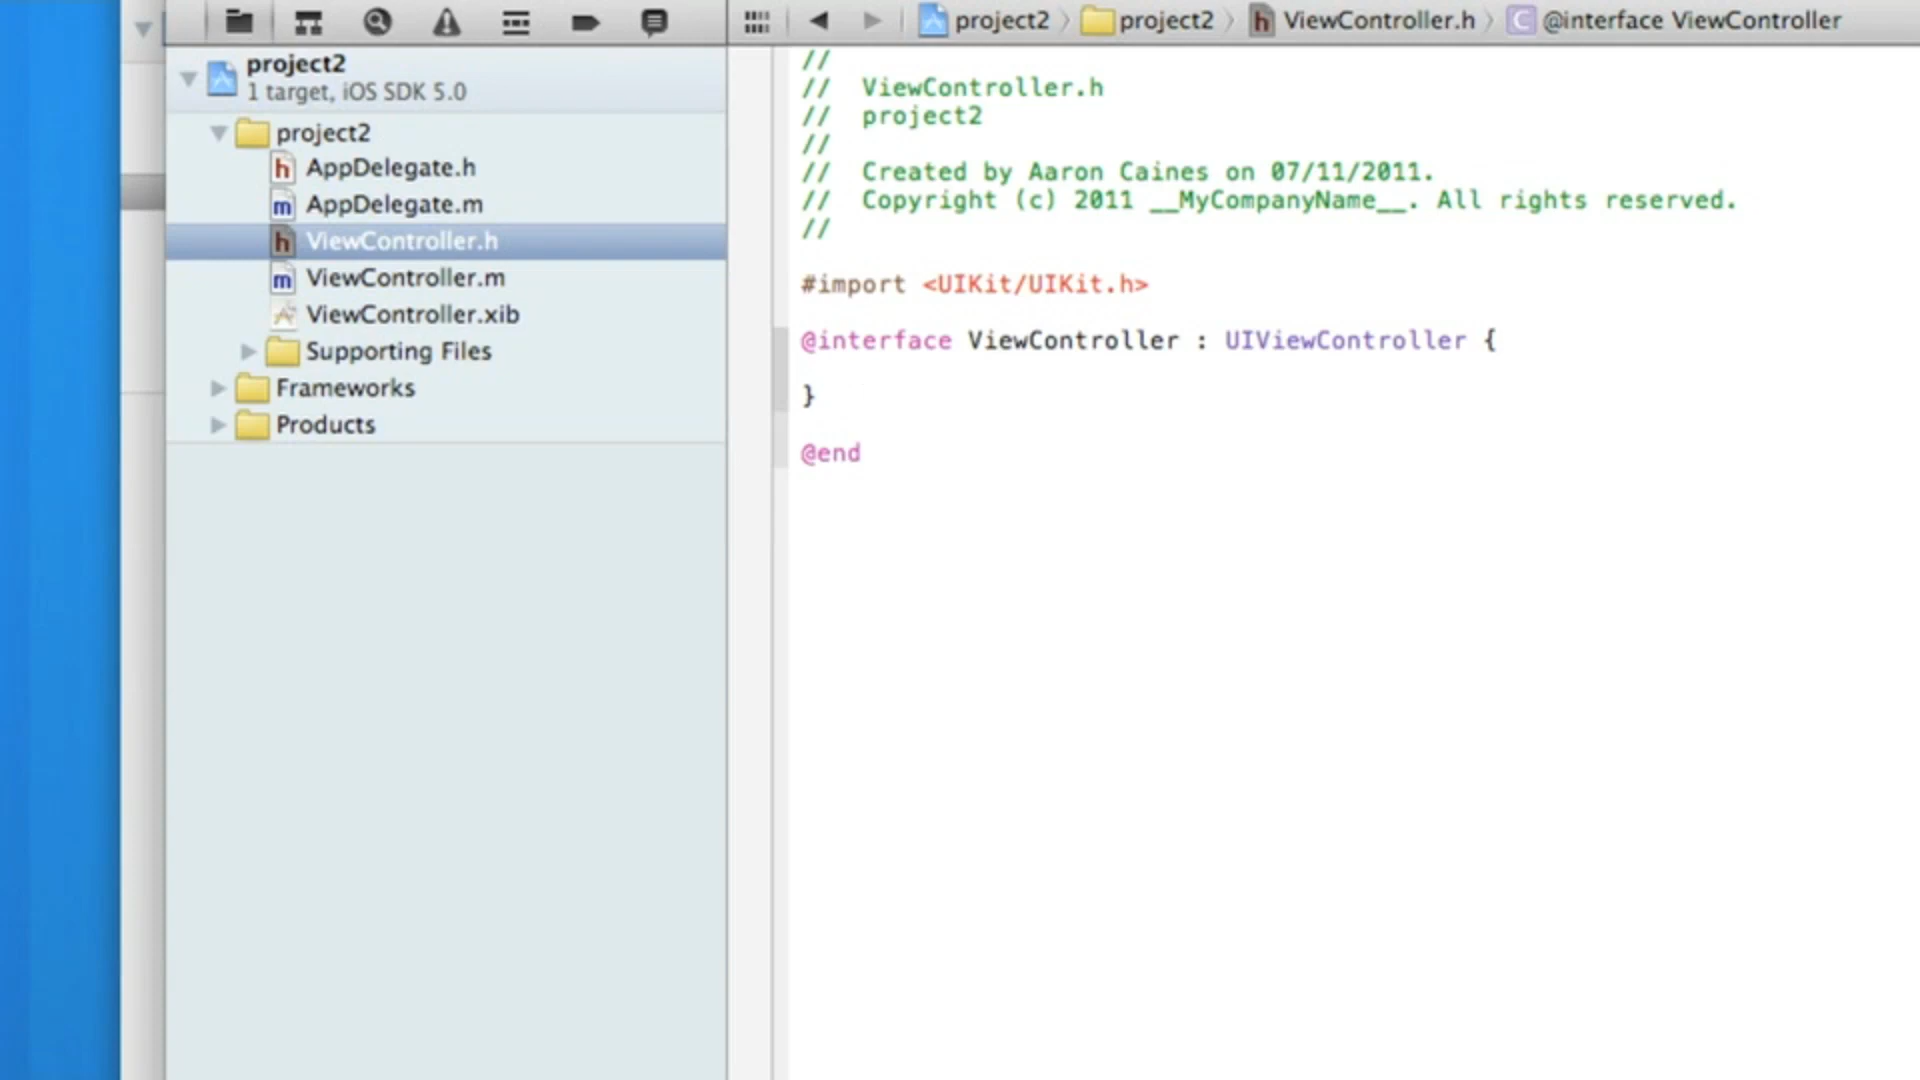 project2
project2
ViewController.h
@interface ViewController
project2
1 target, iOS SDK 5.0
project2
AppDelegate.h
AppDelegate.m
ViewController.h
ViewController.m
ViewController.xib
Supporting Files
Frameworks
Products
//
//  ViewController.h
//  project2
//
//  Created by Aaron Caines on 07/11/2011.
//  Copyright (c) 2011 __MyCompanyName__. All rights reserved.
//
#import <UIKit/UIKit.h>
@interface ViewController : UIViewController {
}
@end